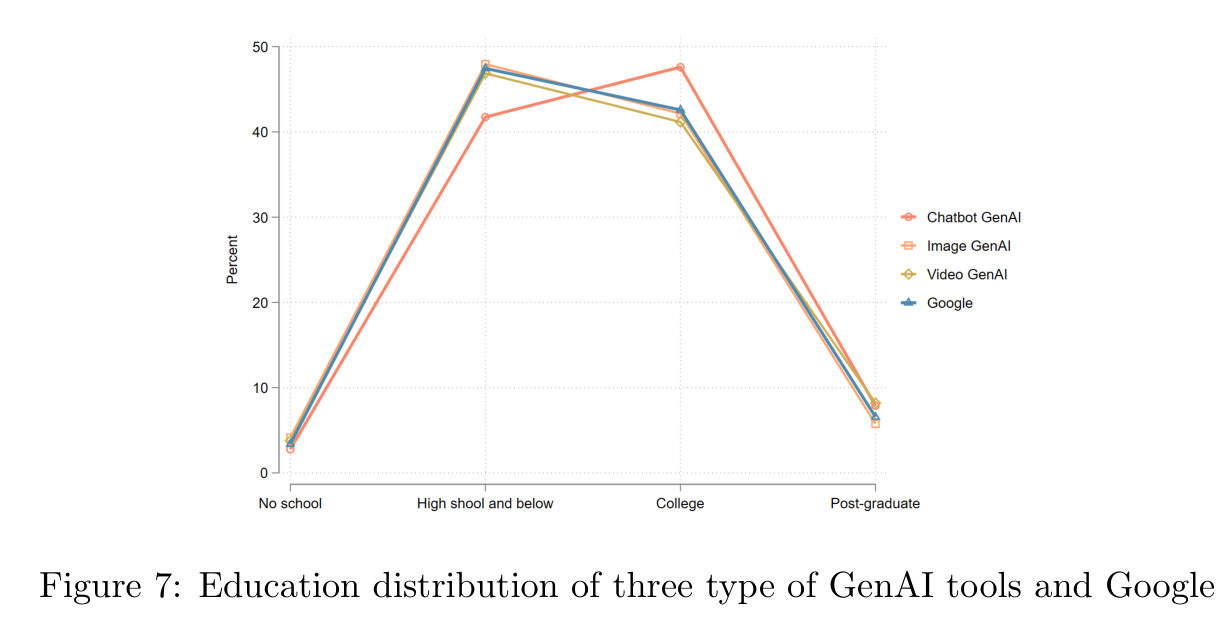 50
40
30
20
10
0
Percent
No school
High shool and below
College
Post-graduate
Chatbot GenAI
Image GenAI
Video GenAI
Google
Figure 7: Education distribution of three type of GenAI tools and Google